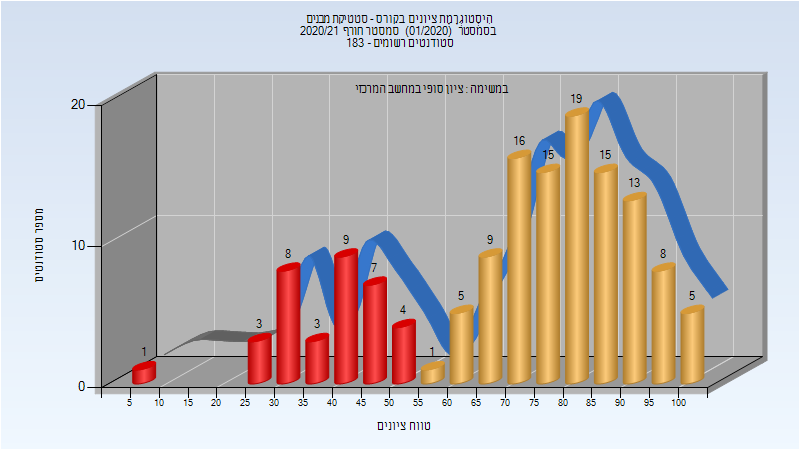 היסטוגרמת ציונים בקורס - סטטיקת מבנים
בסמסטר (01/2020) סמסטר חורף 2020/21
סטודנטים רשומים - 183
במשימה : ציון סופי במחשב המרכזי
מספר סטודנטים
20
10
0
1
3
8
3
9
7
4
1
5
9
16
15
19
15
13
8
5
5 10 15 20 25 30 35 40 45 50 55 60 65 70 75 80 85 90 95 100
טווח ציונים